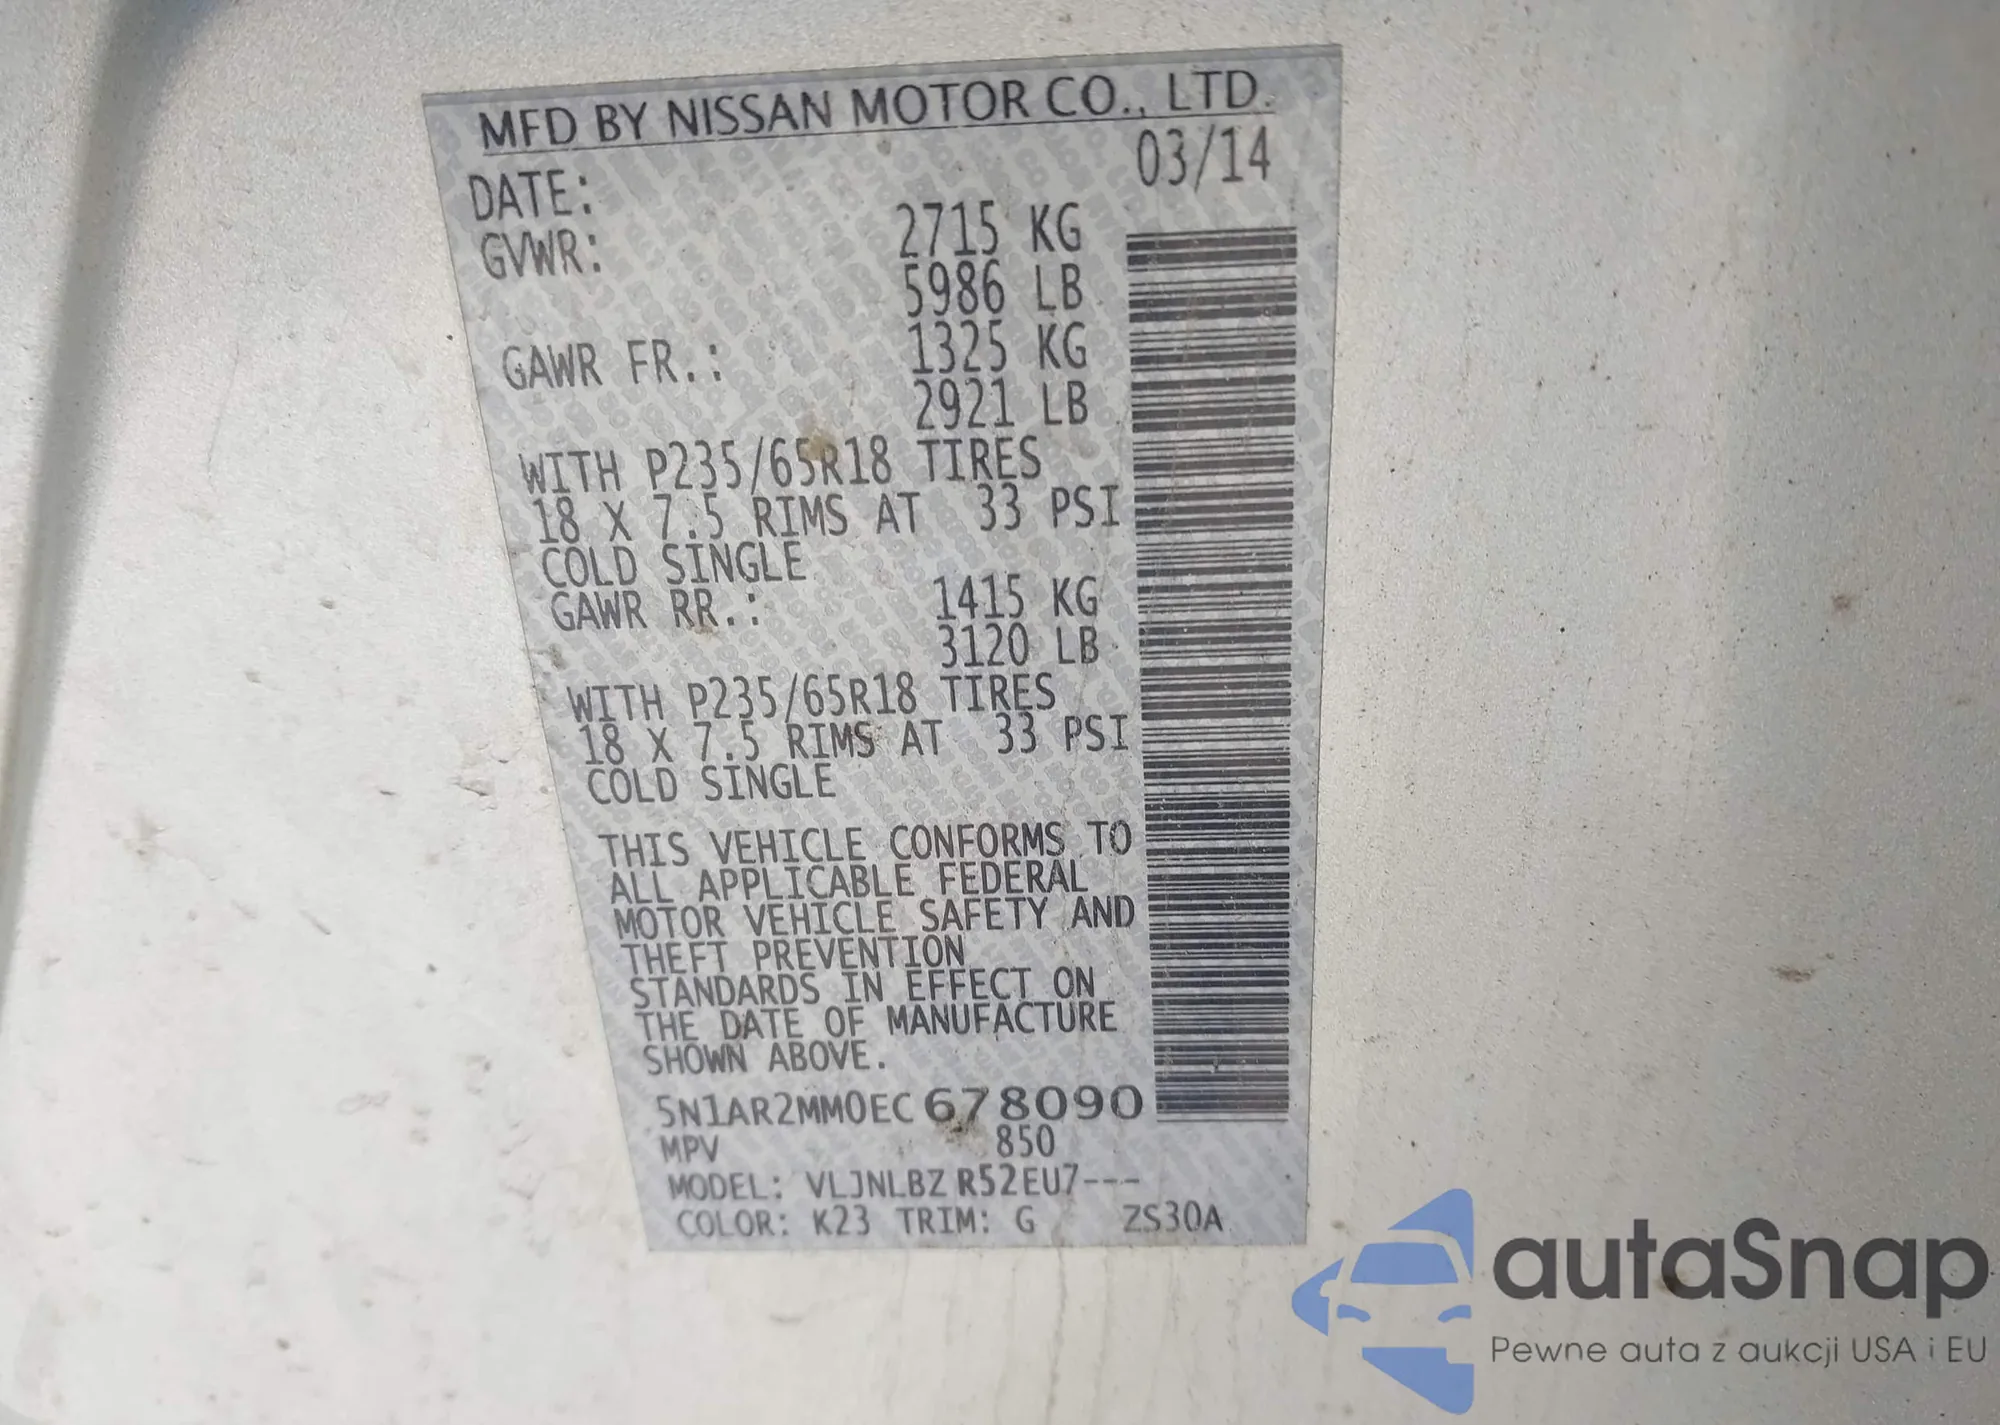 MFD BY NISSAN MOTOR CO., LTD.
DATE: 03/14
GVWR: 2715 KG
5986 LB
GAWR FR.: 1325 KG
2921 LB
WITH P235/65R18 TIRES
18 X 7.5 RIMS AT 33 PSI
COLD SINGLE
GAWR RR.: 1415 KG
3120 LB
WITH P235/65R18 TIRES
18 X 7.5 RIMS AT 33 PSI
COLD SINGLE
THIS VEHICLE CONFORMS TO
ALL APPLICABLE FEDERAL
MOTOR VEHICLE SAFETY AND
THEFT PREVENTION
STANDARDS IN EFFECT ON
THE DATE OF MANUFACTURE
SHOWN ABOVE.
5N1AR2MM0EC678090
MPV 850
MODEL: VLJNLBZ R52EU7---
COLOR: K23 TRIM: G ZS30A
autaSnap
Pewne auta z aukcji USA i EU